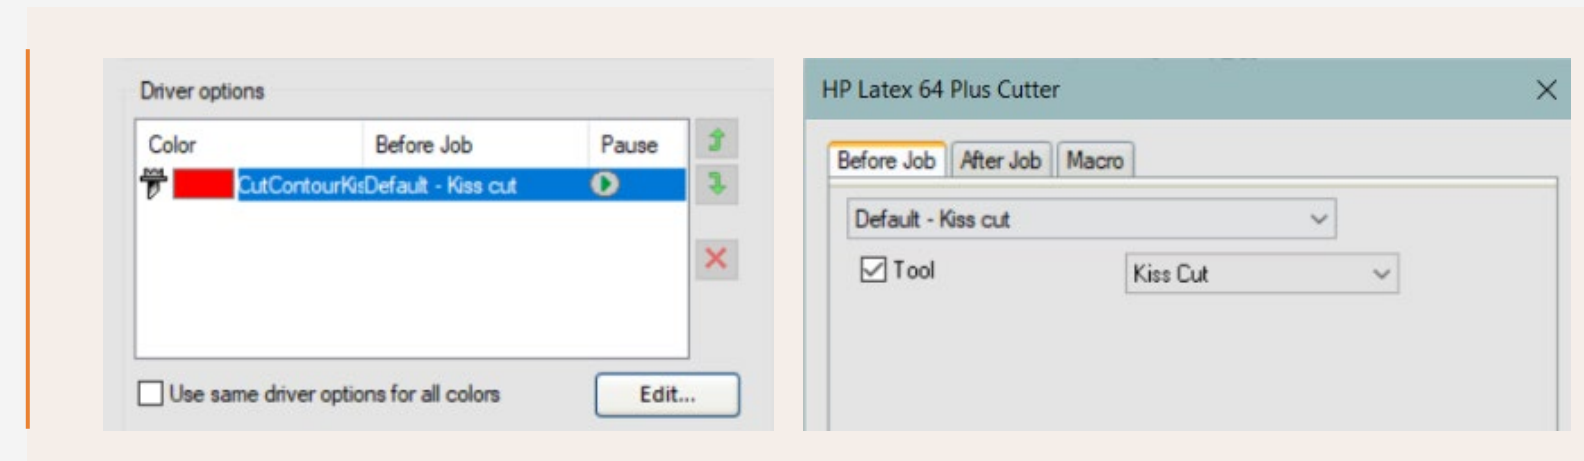 Driver options
Color Before Job Pause
CutContourKisDefault - Kiss cut
Use same driver options for all colors
Edit...
HP Latex 64 Plus Cutter
Before Job After Job Macro
Default - Kiss cut
Tool Kiss Cut